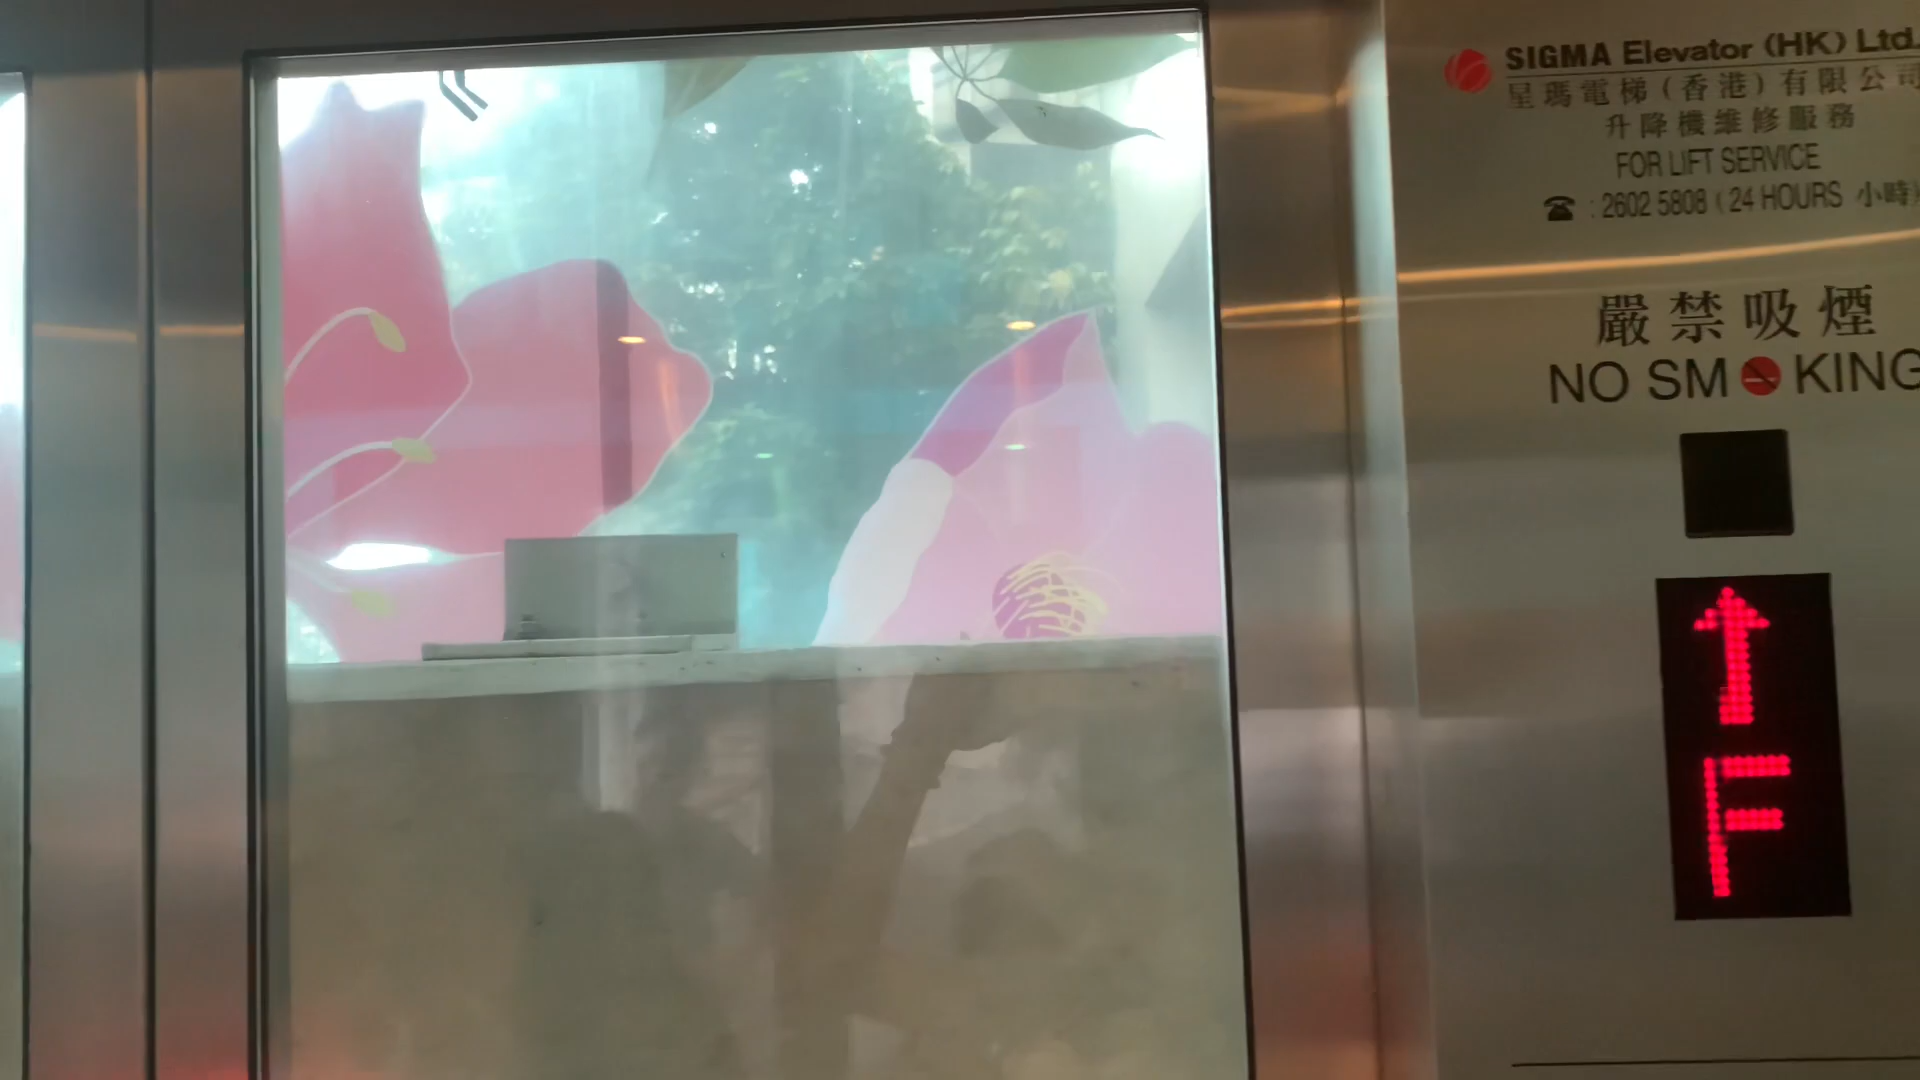 SIGMA Elevator (HK) Ltd.
星瑪電梯(香港)有限公司
升降機維修服務
FOR LIFT SERVICE
☎ : 2602 5808 ( 24 HOURS 小時)
嚴禁吸煙
NO SMOKING
↑
F